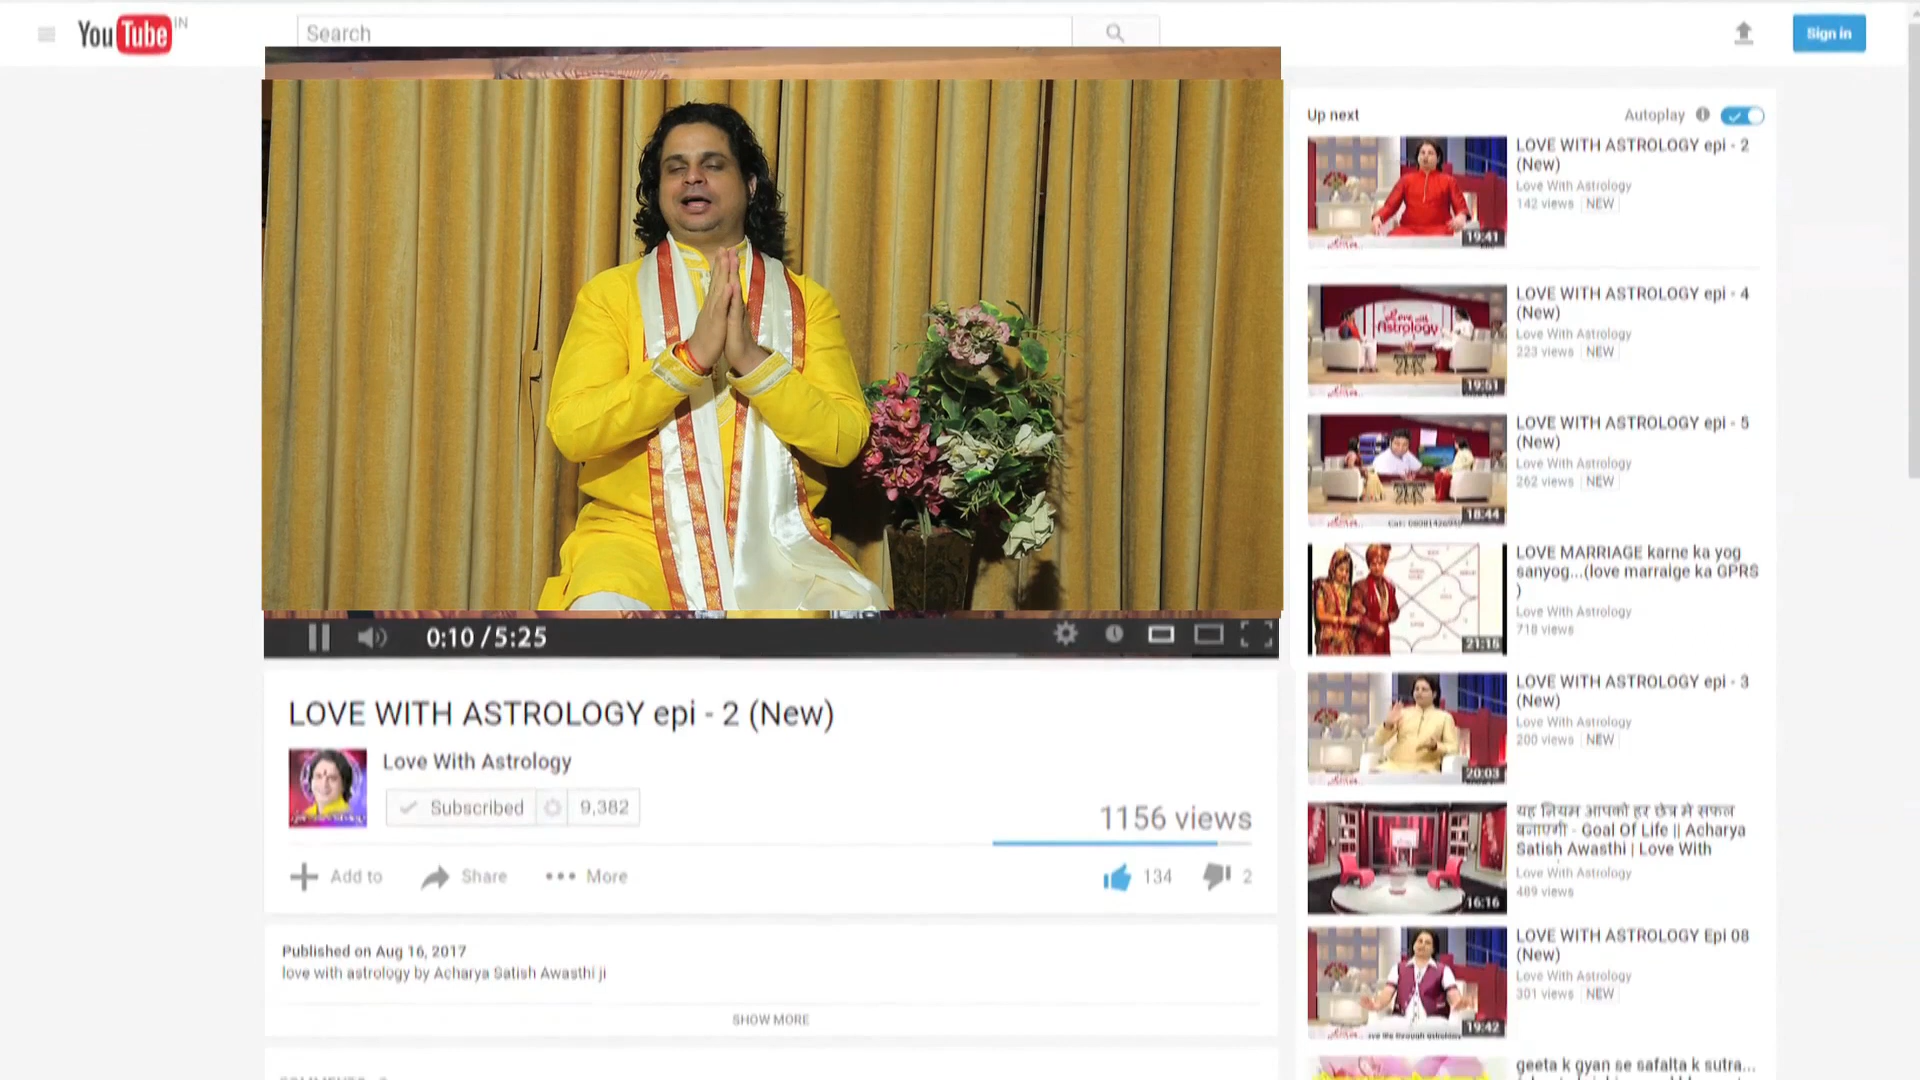 YouTube IN
Search
Sign in
0:10 / 5:25
LOVE WITH ASTROLOGY epi - 2 (New)
Love With Astrology
Subscribed 9,382
1156 views
Add to Share More 134 2
Published on Aug 16, 2017
love with astrology by Acharya Satish Awasthi ji
SHOW MORE
Up next Autoplay
LOVE WITH ASTROLOGY epi - 2
(New)
Love With Astrology
142 views NEW
19:41
LOVE WITH ASTROLOGY epi - 4
(New)
Love With Astrology
223 views NEW
Love with
Astrology
19:51
LOVE WITH ASTROLOGY epi - 5
(New)
Love With Astrology
262 views NEW
18:44
LOVE MARRIAGE karne ka yog
sanyog...(love marraige ka GPRS
)
Love With Astrology
718 views
21:15
LOVE WITH ASTROLOGY epi - 3
(New)
Love With Astrology
200 views NEW
20:03
यह नियम आपको हर छेत्र मे सफल
बनाएगी - Goal Of Life || Acharya
Satish Awasthi | Love With
Love With Astrology
489 views
16:16
LOVE WITH ASTROLOGY Epi 08
(New)
Love With Astrology
301 views NEW
19:42
geeta k gyan se safalta k sutra...